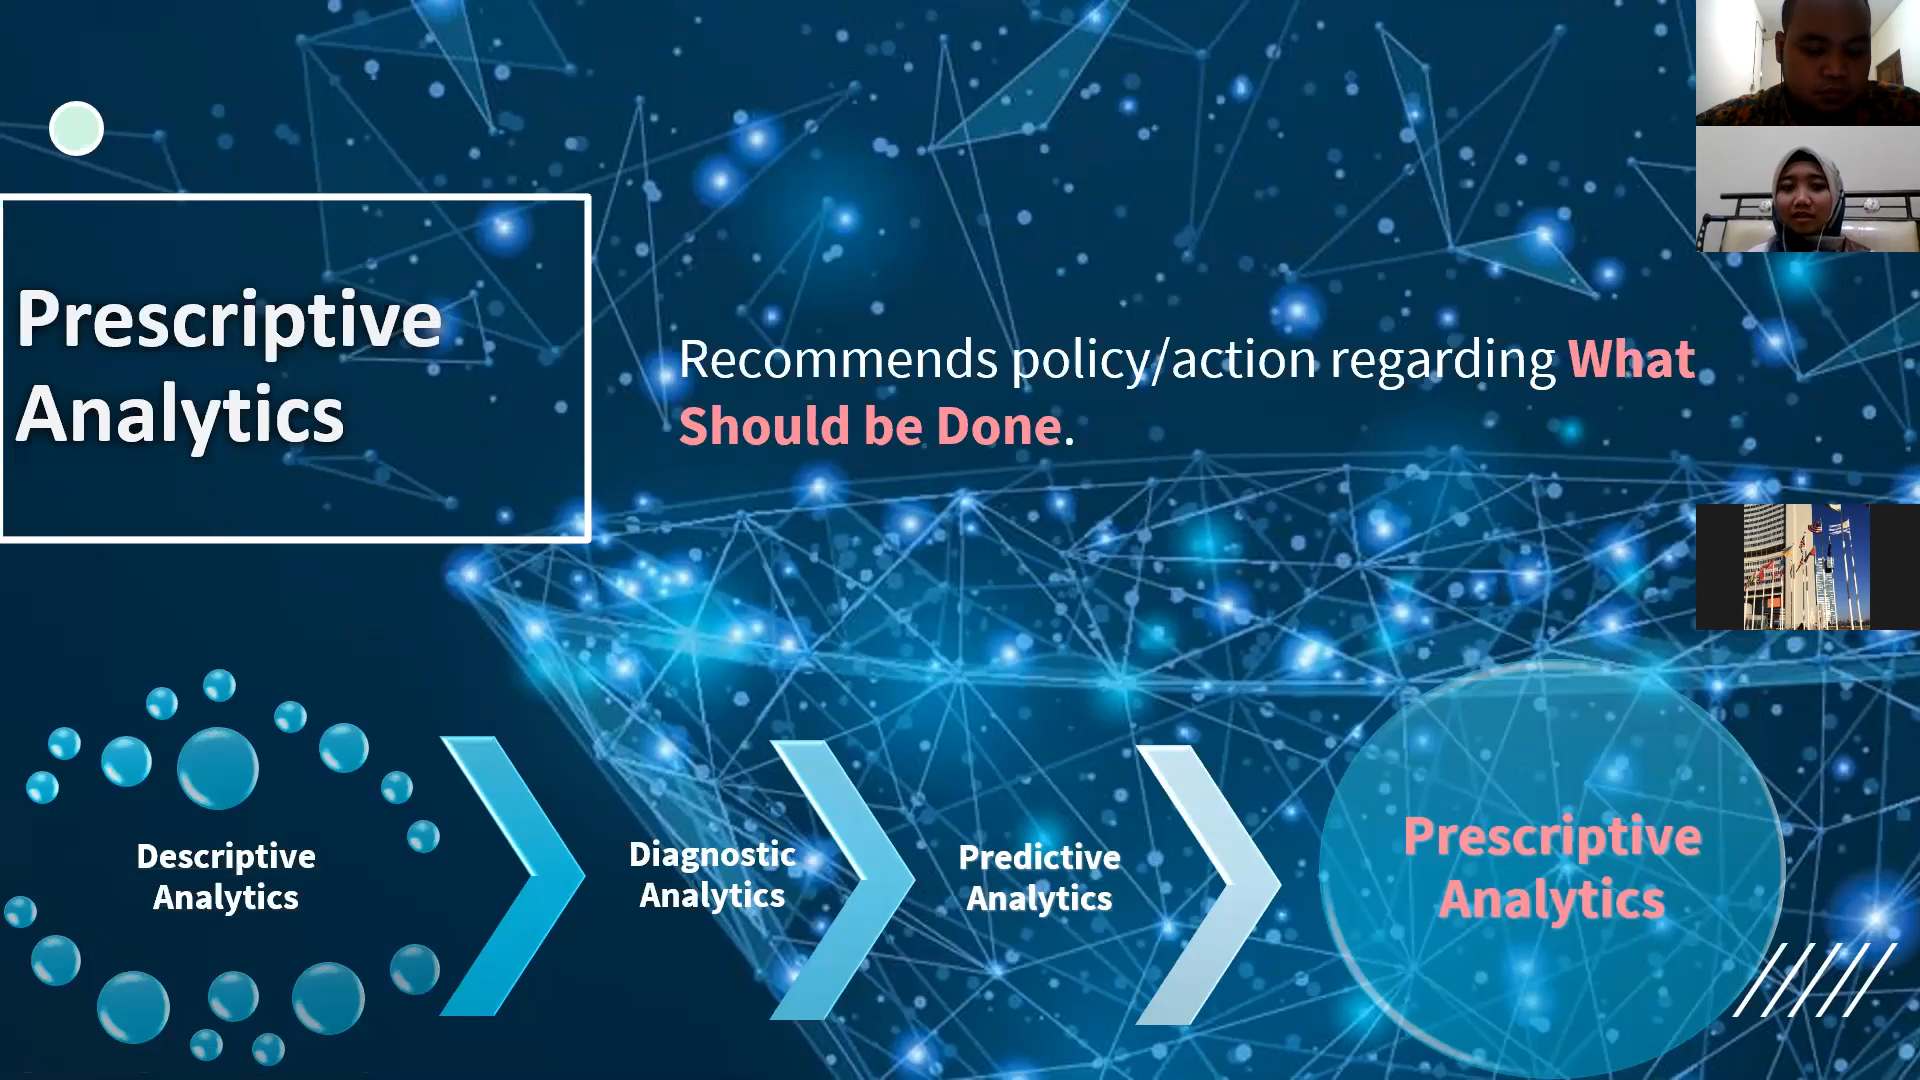 Prescriptive
Analytics
Recommends policy/action regarding What
Should be Done.
Descriptive
Analytics
Diagnostic
Analytics
Predictive
Analytics
Prescriptive
Analytics